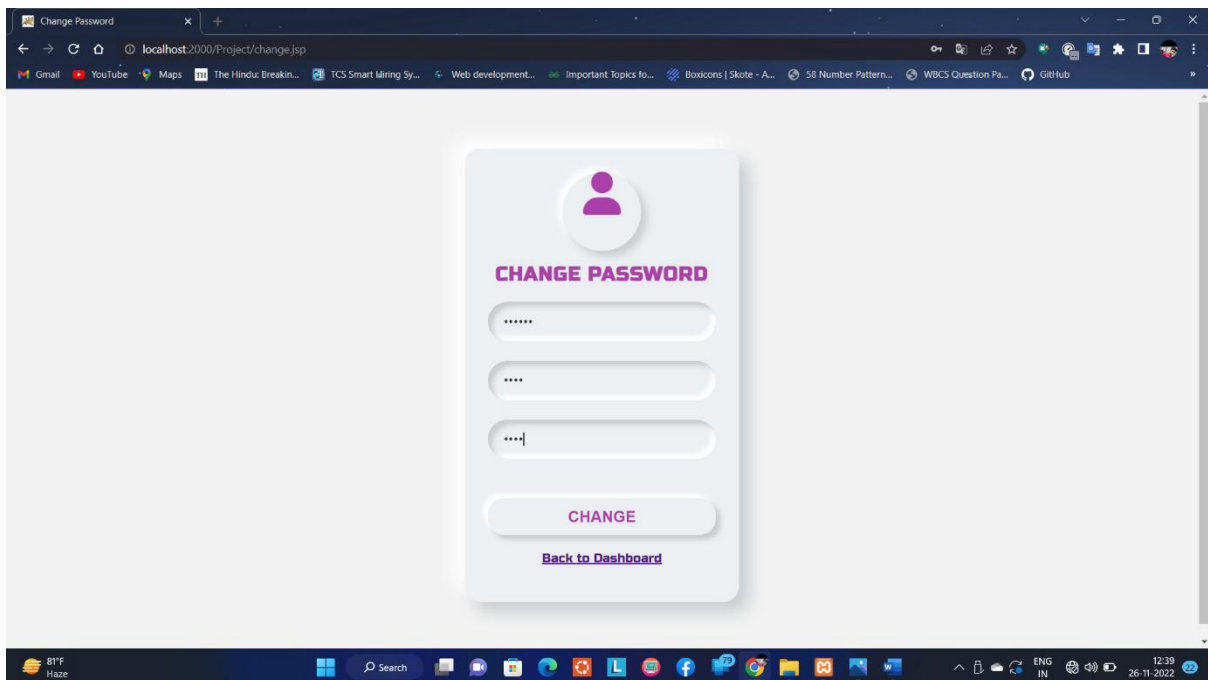 Change Password
localhost:2000/Project/change.jsp
Gmail YouTube Maps TH The Hindu: Breakin... TCS Smart Hiring Sy... Web development... Important Topics fo... Boxicons | Skote - A... 58 Number Pattern... WBCS Question Pa... GitHub »
CHANGE PASSWORD
••••••
••••
••••
CHANGE
Back to Dashboard
81°F
Haze
Search
L
79
W
ENG
IN
12:39
26-11-2022
22